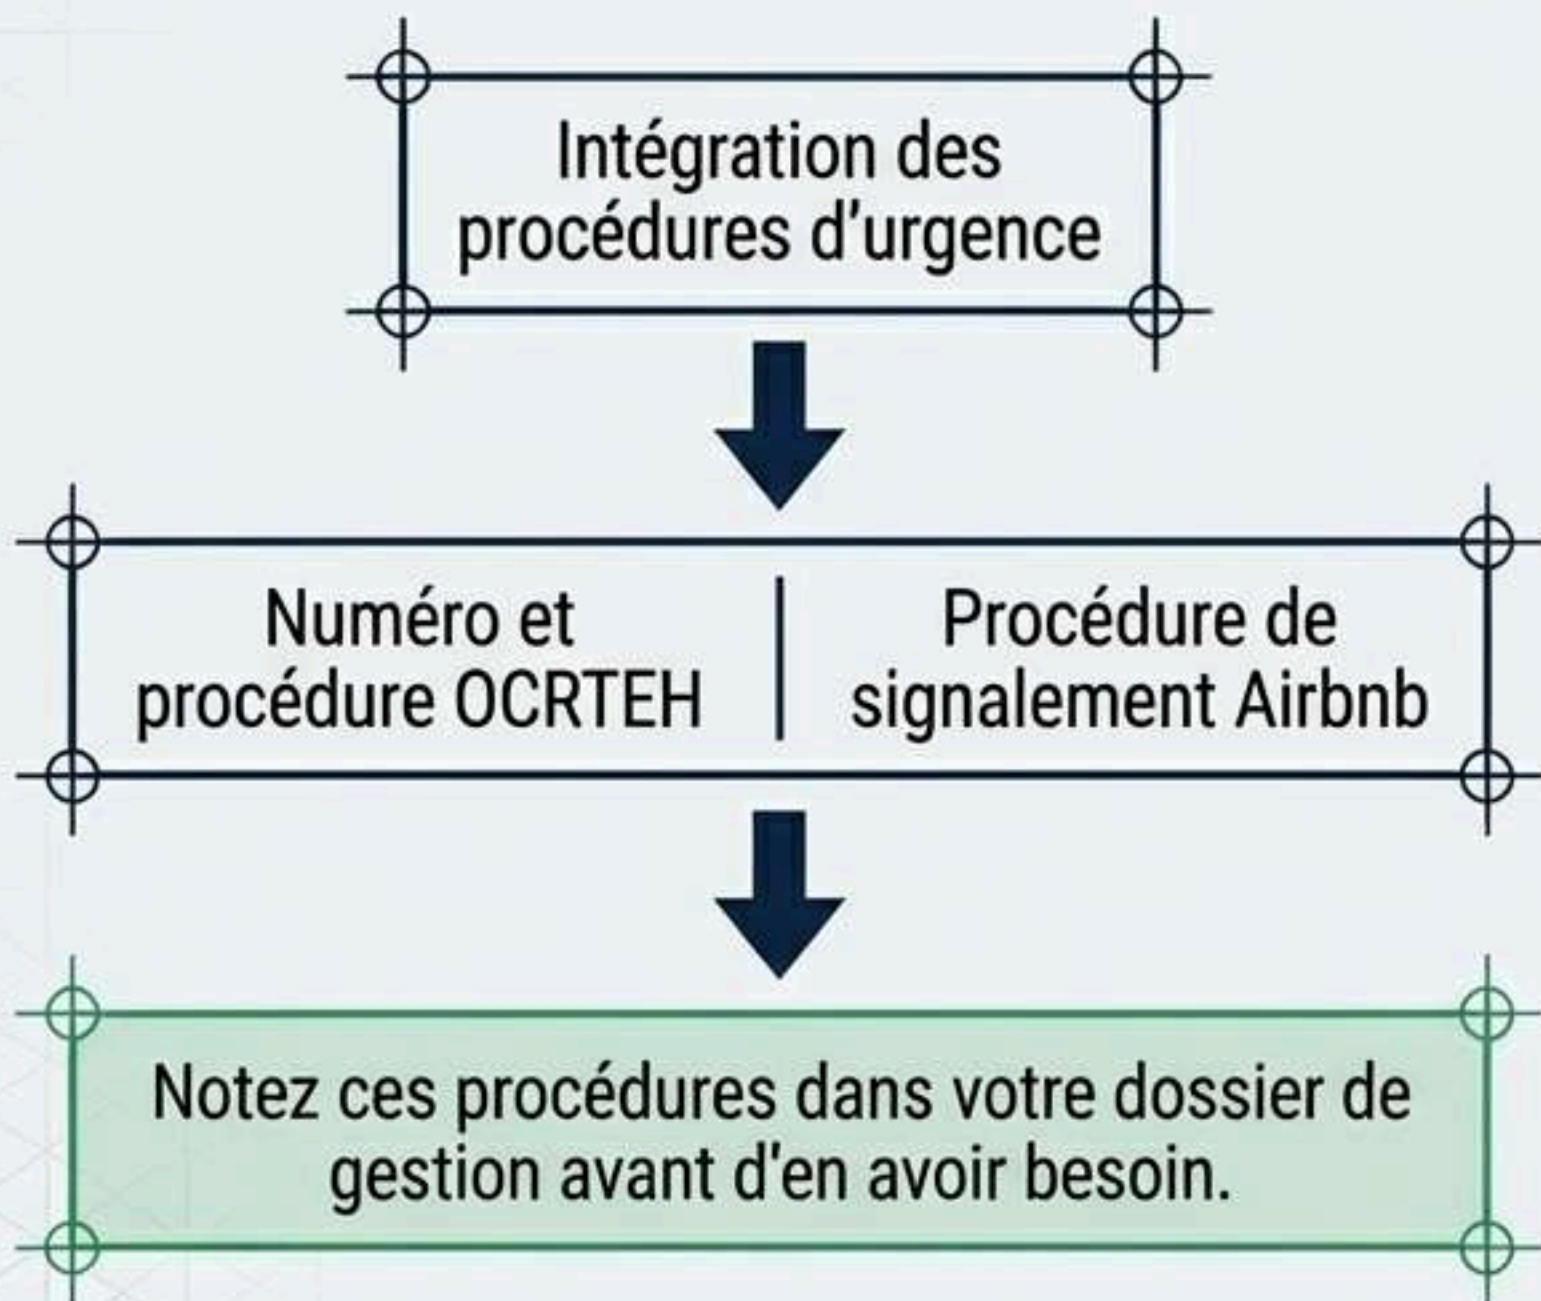 Intégration des
procédures d’urgence
Numéro et
procédure OCRTEH
Procédure de
signalement Airbnb
Notez ces procédures dans votre dossier de
gestion avant d'en avoir besoin.